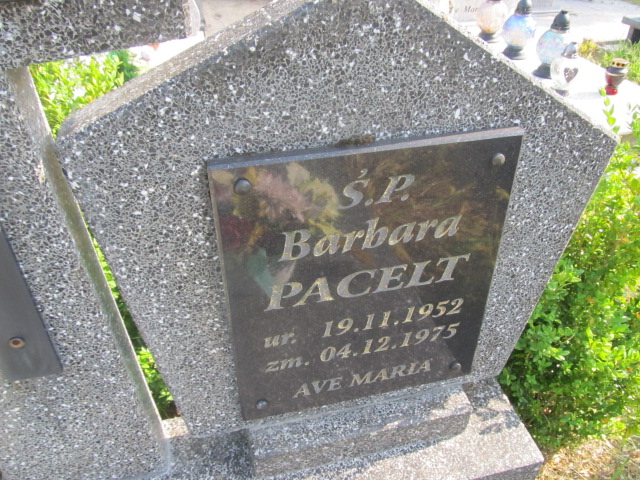 Ś.P.
Barbara
PACELT
ur. 19.11.1952
zm. 04.12.1975
AVE MARIA